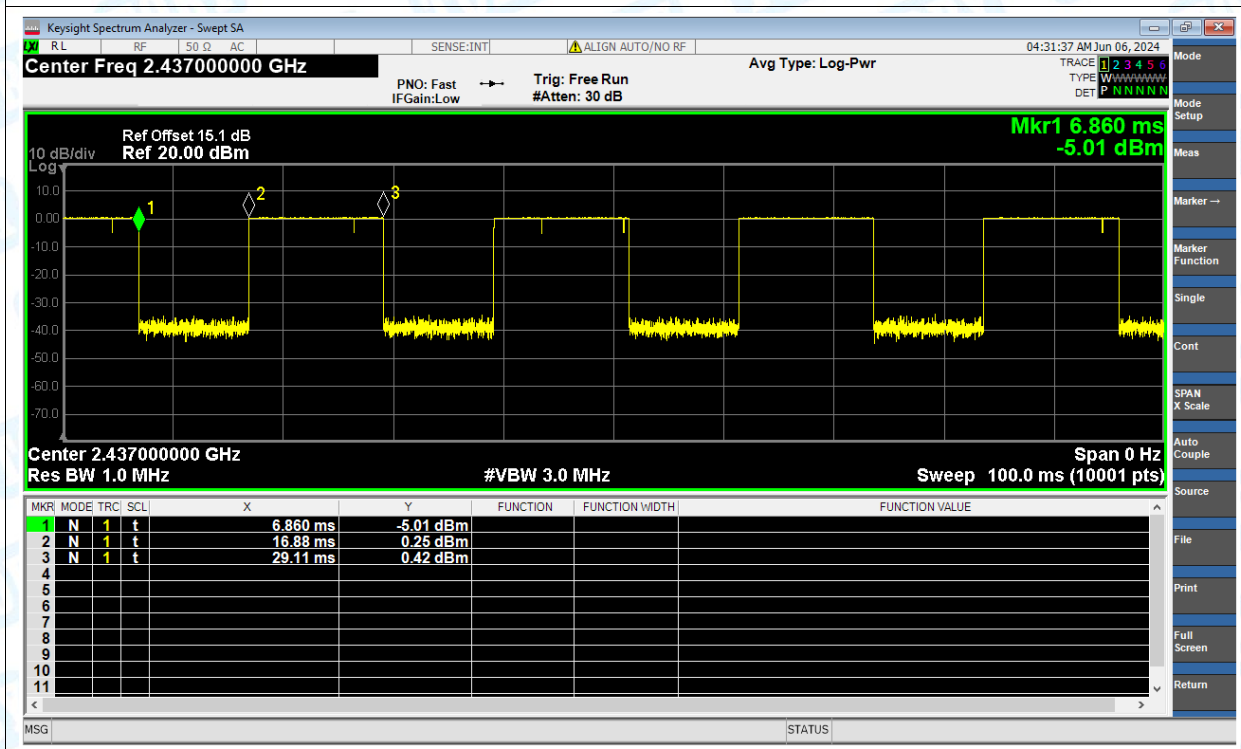 Keysight Spectrum Analyzer - Swept SA
LXI RL RF 50 Ω AC SENSE:INT ALIGN AUTO/NO RF 04:31:37 AM Jun 06, 2024
Center Freq 2.437000000 GHz
PNO: Fast
IFGain:Low
Trig: Free Run
#Atten: 30 dB
Avg Type: Log-Pwr
TRACE 1 2 3 4 5 6
TYPE WWWWWWW
DET P N N N N N
Mkr1 6.860 ms
-5.01 dBm
Ref Offset 15.1 dB
10 dB/div Ref 20.00 dBm
Log
10.0
0.00
-10.0
-20.0
-30.0
-40.0
-50.0
-60.0
-70.0
1
2
3
Center 2.437000000 GHz Span 0 Hz
Res BW 1.0 MHz #VBW 3.0 MHz Sweep 100.0 ms (10001 pts)
MKR MODE TRC SCL X Y FUNCTION FUNCTION WIDTH FUNCTION VALUE
1 N 1 t 6.860 ms -5.01 dBm
2 N 1 t 16.88 ms 0.25 dBm
3 N 1 t 29.11 ms 0.42 dBm
4
5
6
7
8
9
10
11
MSG STATUS
Mode
Mode Setup
Meas
Marker →
Marker Function
Single
Cont
SPAN X Scale
Auto Couple
Source
File
Print
Full Screen
Return